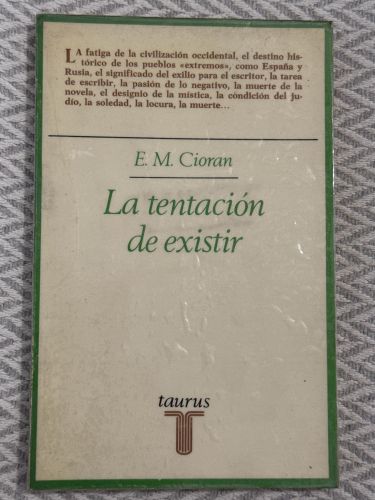 LA fatiga de la civilización occidental, el destino his-
tórico de los pueblos «extremos», como España y
Rusia, el significado del exilio para el escritor, la tarea
de escribir, la pasión de lo negativo, la muerte de la
novela, el designio de la mística, la condición del ju-
dío, la soledad, la locura, la muerte...
E. M. Cioran
La tentación
de existir
taurus